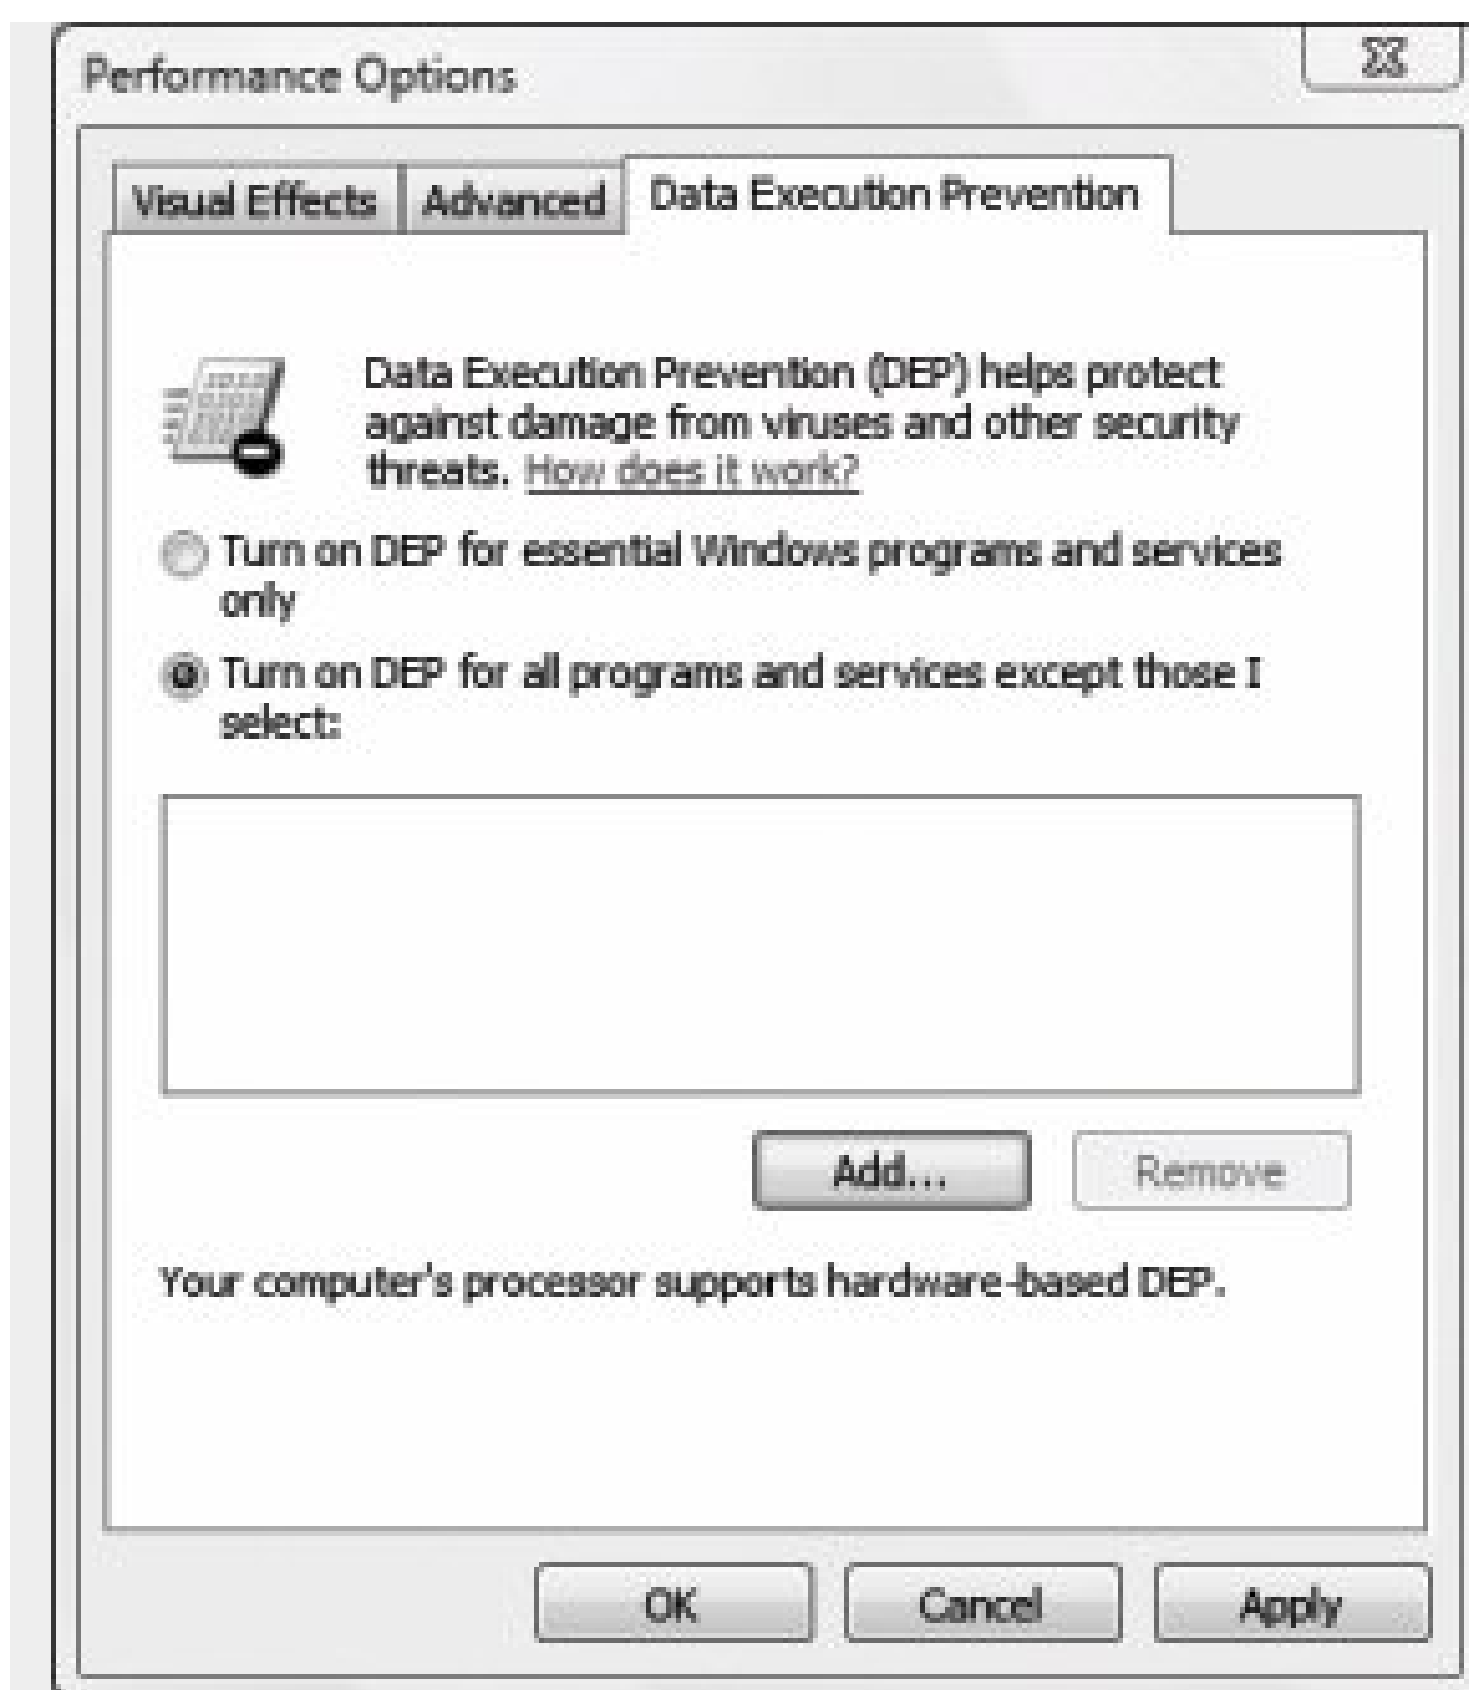 Performance Options
Visual Effects Advanced Data Execution Prevention
Data Execution Prevention (DEP) helps protect
against damage from viruses and other security
threats. How does it work?
Turn on DEP for essential Windows programs and services
only
Turn on DEP for all programs and services except those I
select:
Add... Remove
Your computer's processor supports hardware-based DEP.
OK Cancel Apply